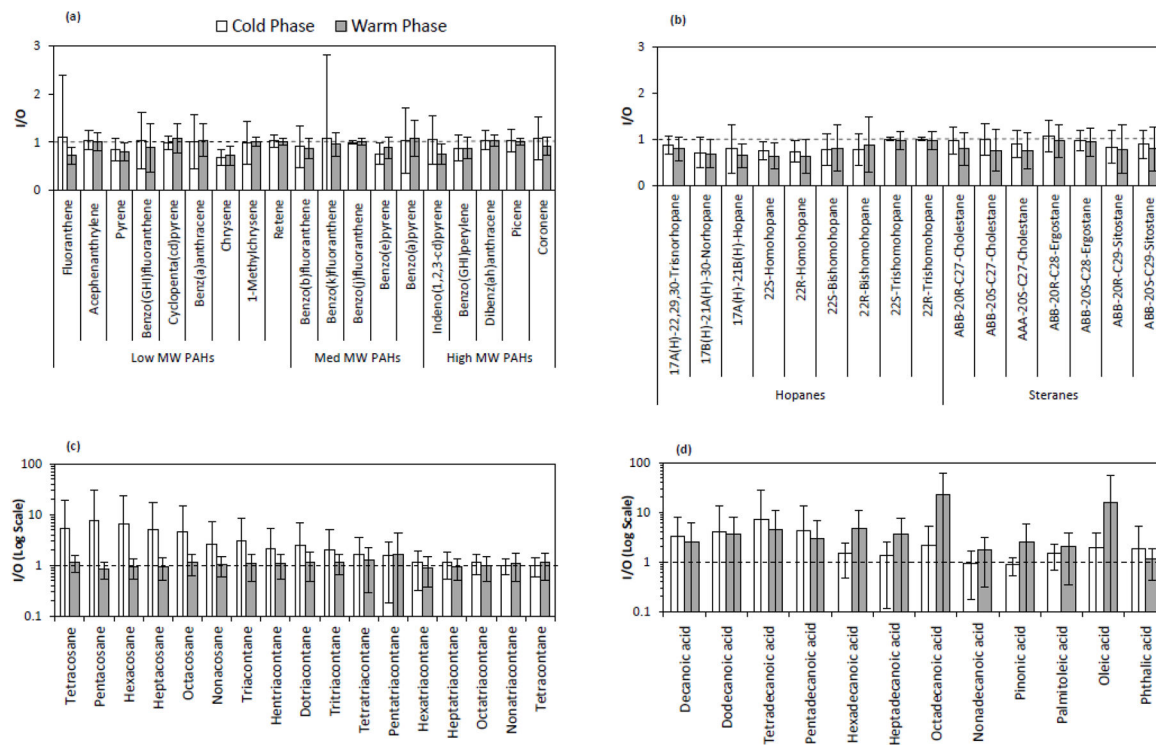 (a)
Cold Phase Warm Phase
3
2
1
0
I/O
Fluoranthene
Acephenanthrylene
Pyrene
Benzo(GHI)fluoranthene
Cyclopenta(cd)pyrene
Benz(a)anthracene
Chrysene
1-Methylchrysene
Retene
Benzo(b)fluoranthene
Benzo(k)fluoranthene
Benzo(j)fluoranthene
Benzo(e)pyrene
Benzo(a)pyrene
Indeno(1,2,3-cd)pyrene
Benzo(GHI)perylene
Dibenz(ah)anthracene
Picene
Coronene
Low MW PAHs Med MW PAHs High MW PAHs
(b)
3
2
1
0
I/O
17A(H)-22,29,30-Trisnorhopane
17B(H)-21A(H)-30-Norhopane
17A(H)-21B(H)-Hopane
22S-Homohopane
22R-Homohopane
22S-Bishomohopane
22R-Bishomohopane
22S-Trishomohopane
22R-Trishomohopane
ABB-20R-C27-Cholestane
ABB-20S-C27-Cholestane
AAA-20S-C27-Cholestane
ABB-20R-C28-Ergostane
ABB-20S-C28-Ergostane
ABB-20R-C29-Sitostane
ABB-20S-C29-Sitostane
Hopanes Steranes
(c)
100
10
1
0.1
I/O (Log Scale)
Tetracosane
Pentacosane
Hexacosane
Heptacosane
Octacosane
Nonacosane
Triacontane
Hentriacontane
Dotriacontane
Tritriacontane
Tetratriacontane
Pentatriacontane
Hexatriacontane
Heptatriacontane
Octatriacontane
Nonatriacontane
Tetracontane
(d)
100
10
1
0.1
I/O (Log Scale)
Decanoic acid
Dodecanoic acid
Tetradecanoic acid
Pentadecanoic acid
Hexadecanoic acid
Heptadecanoic acid
Octadecanoic acid
Nonadecanoic acid
Pinonic acid
Palmitoleic acid
Oleic acid
Phthalic acid